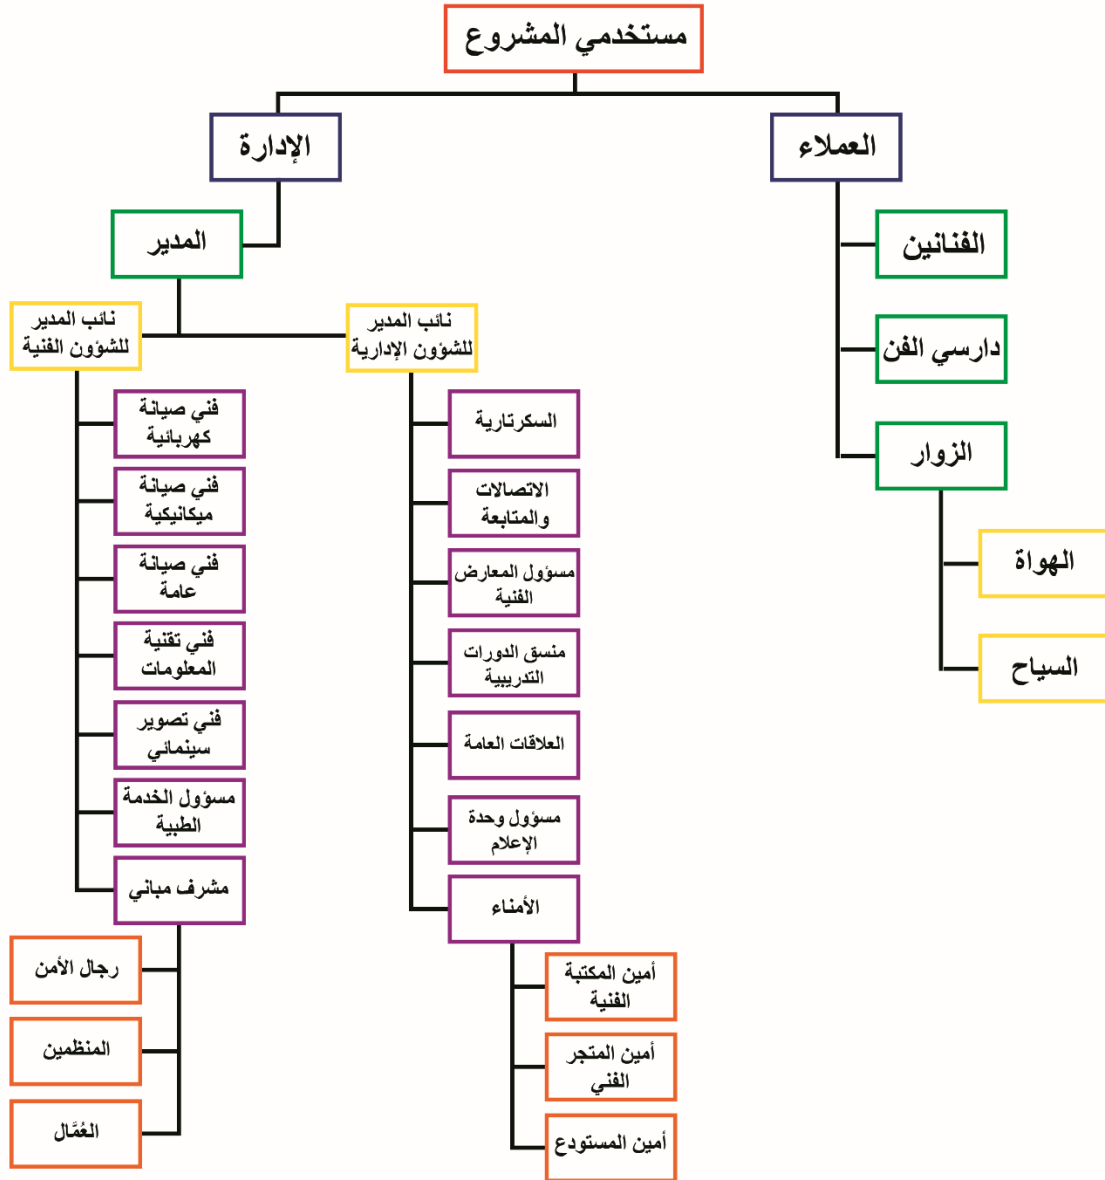 مستخدمي المشروع
العملاء
الفنانين
دارسي الفن
الزوار
الهواة
السياح
الإدارة
المدير
نائب المدير
للشؤون الإدارية
السكرتارية
الاتصالات
والمتابعة
مسؤول المعارض
الفنية
منسق الدورات
التدريبية
العلاقات العامة
مسؤول وحدة
الإعلام
الأمناء
أمين المكتبة
الفنية
أمين المتجر
الفني
أمين المستودع
نائب المدير
للشؤون الفنية
فني صيانة
كهربائية
فني صيانة
ميكانيكية
فني صيانة
عامة
فني تقنية
المعلومات
فني تصوير
سينمائي
مسؤول الخدمة
الطبية
مشرف مباني
رجال الأمن
المنظمين
العُمَّال